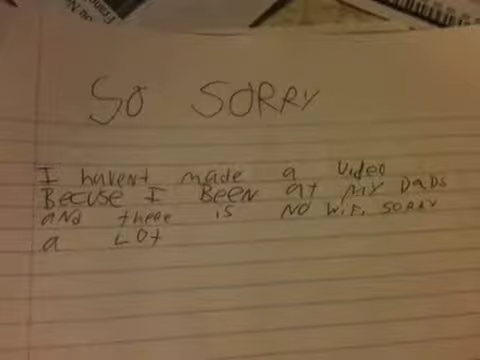 SO SORRY
I havent made a video
Becuse I BEEN at MY DaDS
aND there is NO WiFi SORRY
a LOt